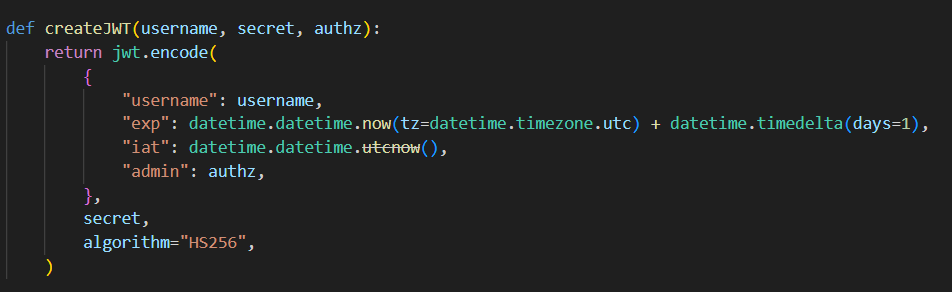 def createJWT(username, secret, authz):
    return jwt.encode(
        {
            "username": username,
            "exp": datetime.datetime.now(tz=datetime.timezone.utc) + datetime.timedelta(days=1),
            "iat": datetime.datetime.utcnow(),
            "admin": authz,
        },
        secret,
        algorithm="HS256",
    )